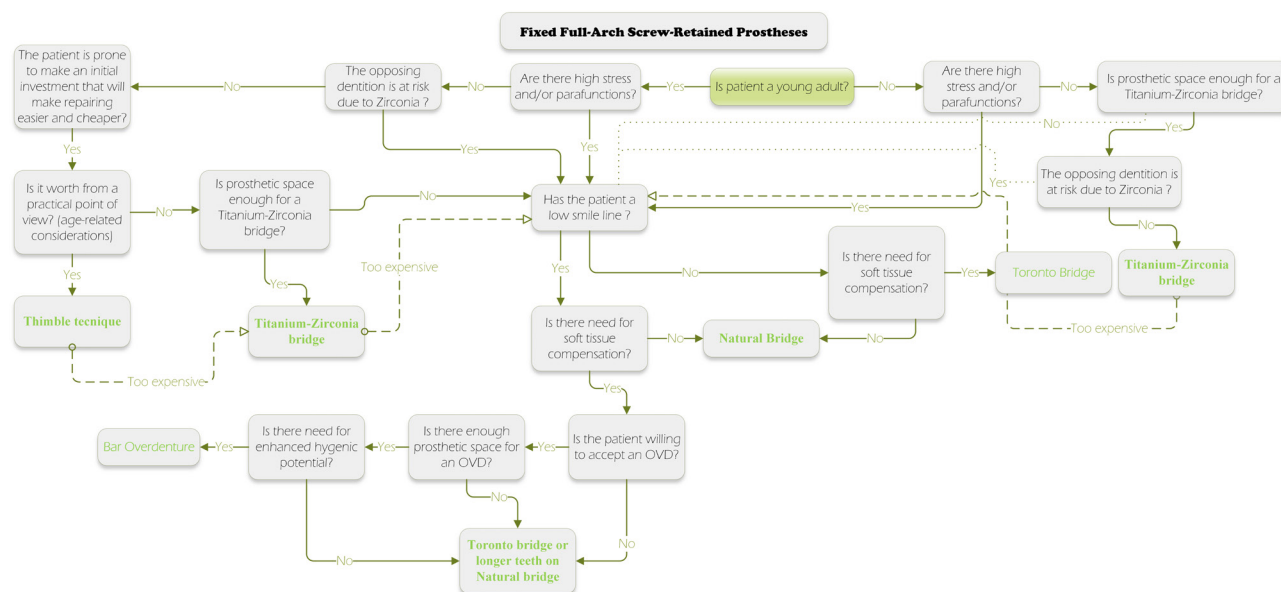 Fixed Full-Arch Screw-Retained Prostheses
The patient is prone
to make an initial
investment that will
make repairing
easier and cheaper?
No
The opposing
dentition is at risk
due to Zirconia ?
No
Are there high stress
and/or parafunctions?
Yes
Is patient a young adult?
No
Are there high
stress and/or
parafunctions?
No
Is prosthetic space enough for a
Titanium-Zirconia bridge?
Yes
Yes
Yes
No
Yes
Yes
Is it worth from a
practical point of
view? (age-related
considerations)
No
Is prosthetic space
enough for a
Titanium-Zirconia
bridge?
No
Has the patient a
low smile line ?
Yes
Yes
The opposing dentition is
at risk due to Zirconia ?
No
Yes
Yes
Too expensive
Yes
No
Is there need for
soft tissue
compensation?
Yes
Toronto Bridge
Titanium-Zirconia
bridge
Thimble tecnique
Titanium-Zirconia
bridge
Is there need for
soft tissue
compensation?
No
Natural Bridge
No
Too expensive
Too expensive
Yes
Bar Overdenture
Yes
Is there need for
enhanced hygenic
potential?
Yes
Is there enough
prosthetic space for
an OVD?
Yes
Is the patient willing
to accept an OVD?
No
No
No
Toronto bridge or
longer teeth on
Natural bridge